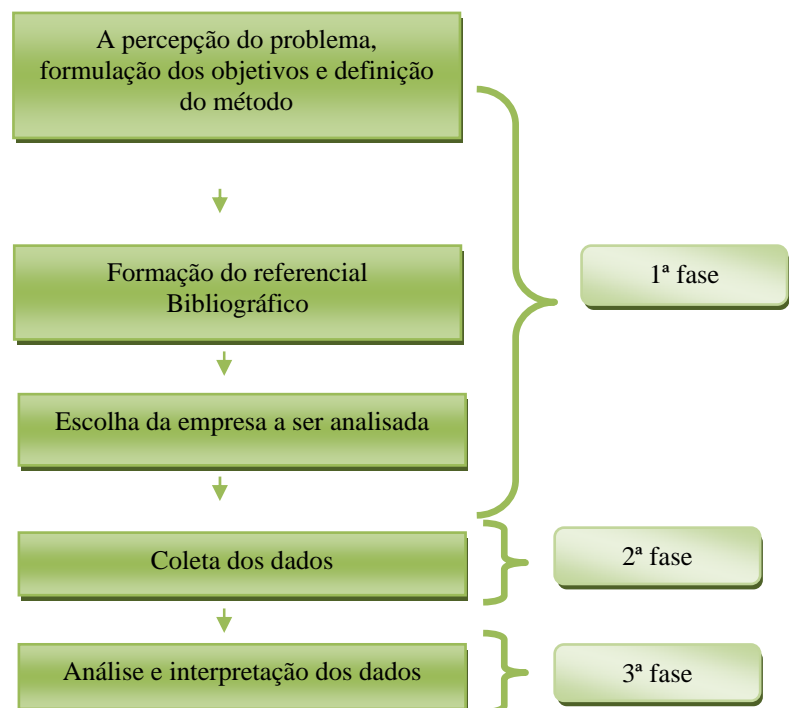 A percepção do problema,
formulação dos objetivos e definição
do método
Formação do referencial
Bibliográfico
1ª fase
Escolha da empresa a ser analisada
Coleta dos dados
2ª fase
Análise e interpretação dos dados
3ª fase